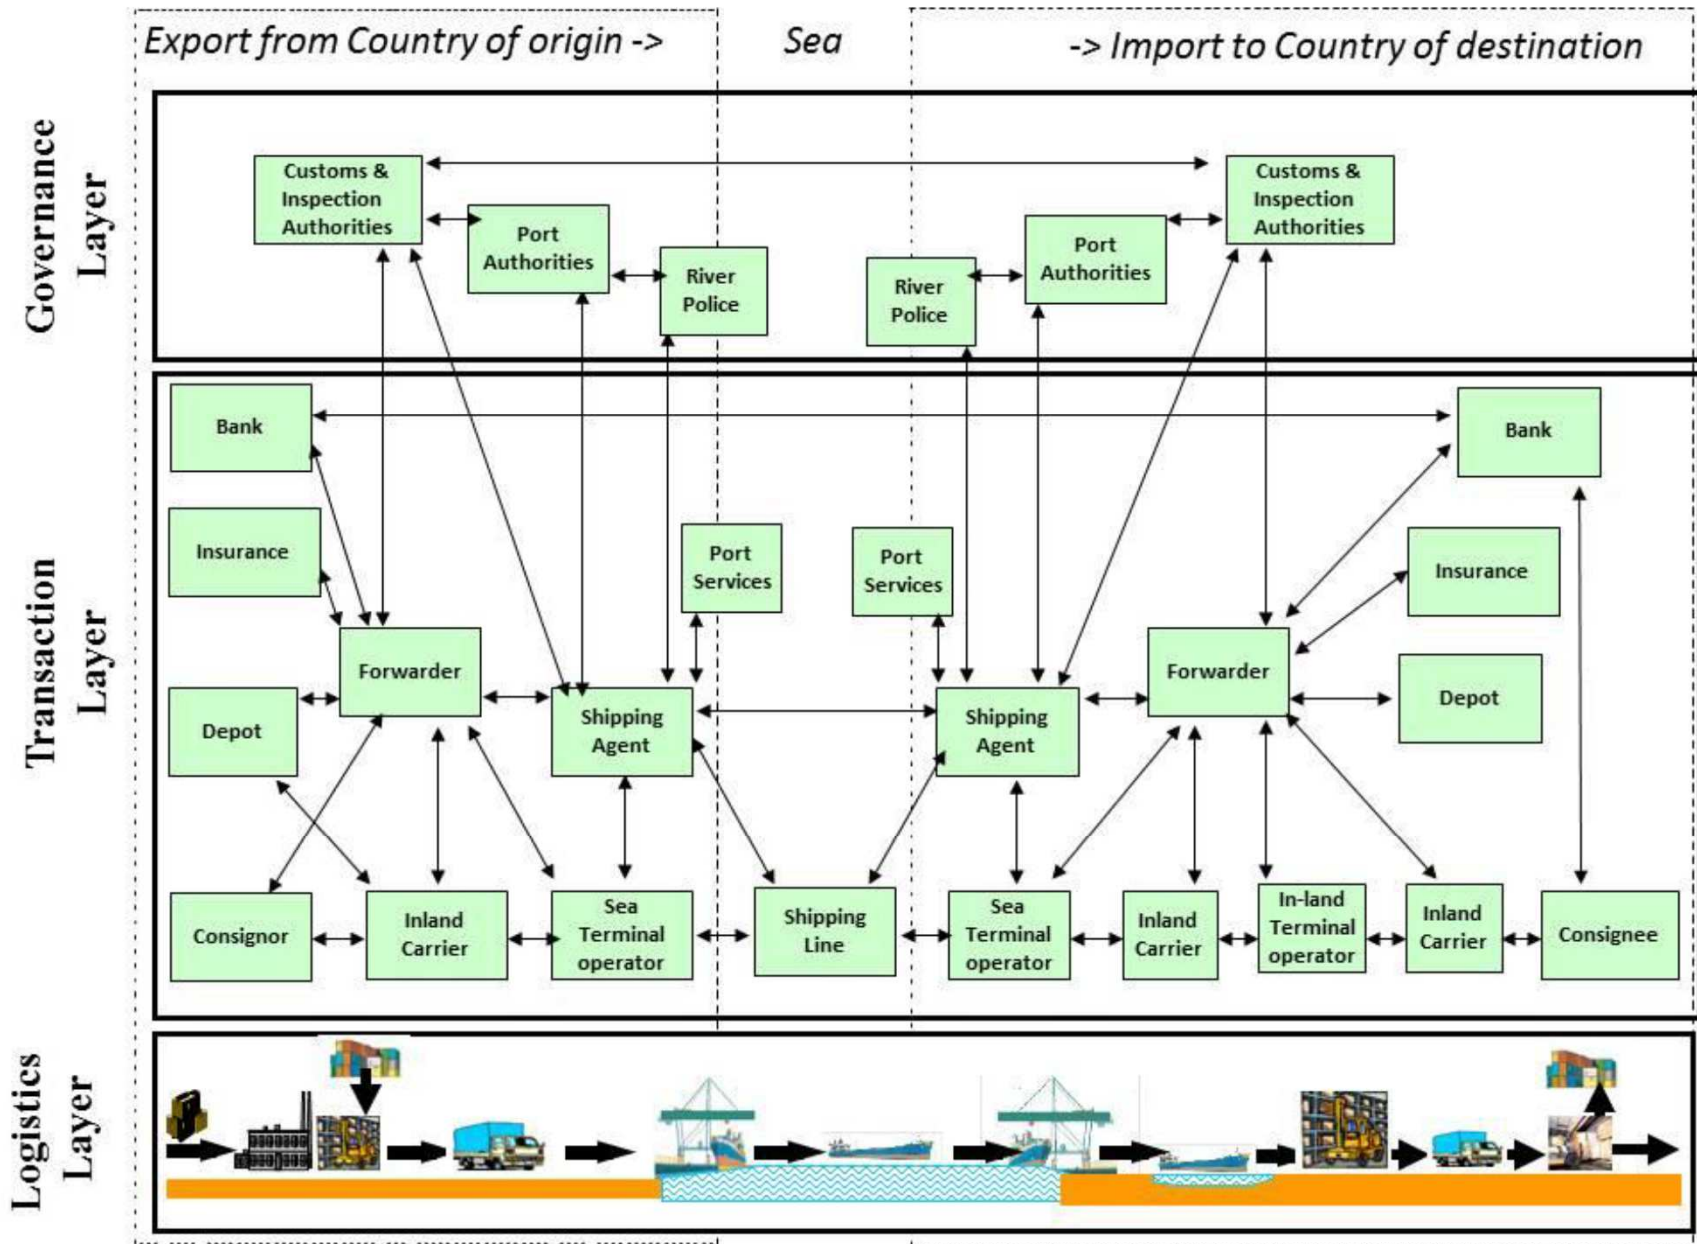 Export from Country of origin ->
Sea
-> Import to Country of destination
Governance
Layer
Customs &
Inspection
Authorities
Port
Authorities
River
Police
River
Police
Port
Authorities
Customs &
Inspection
Authorities
Transaction
Layer
Bank
Bank
Insurance
Port
Services
Port
Services
Insurance
Forwarder
Forwarder
Depot
Shipping
Agent
Shipping
Agent
Depot
Consignor
Inland
Carrier
Sea
Terminal
operator
Shipping
Line
Sea
Terminal
operator
Inland
Carrier
In-land
Terminal
operator
Inland
Carrier
Consignee
Logistics
Layer